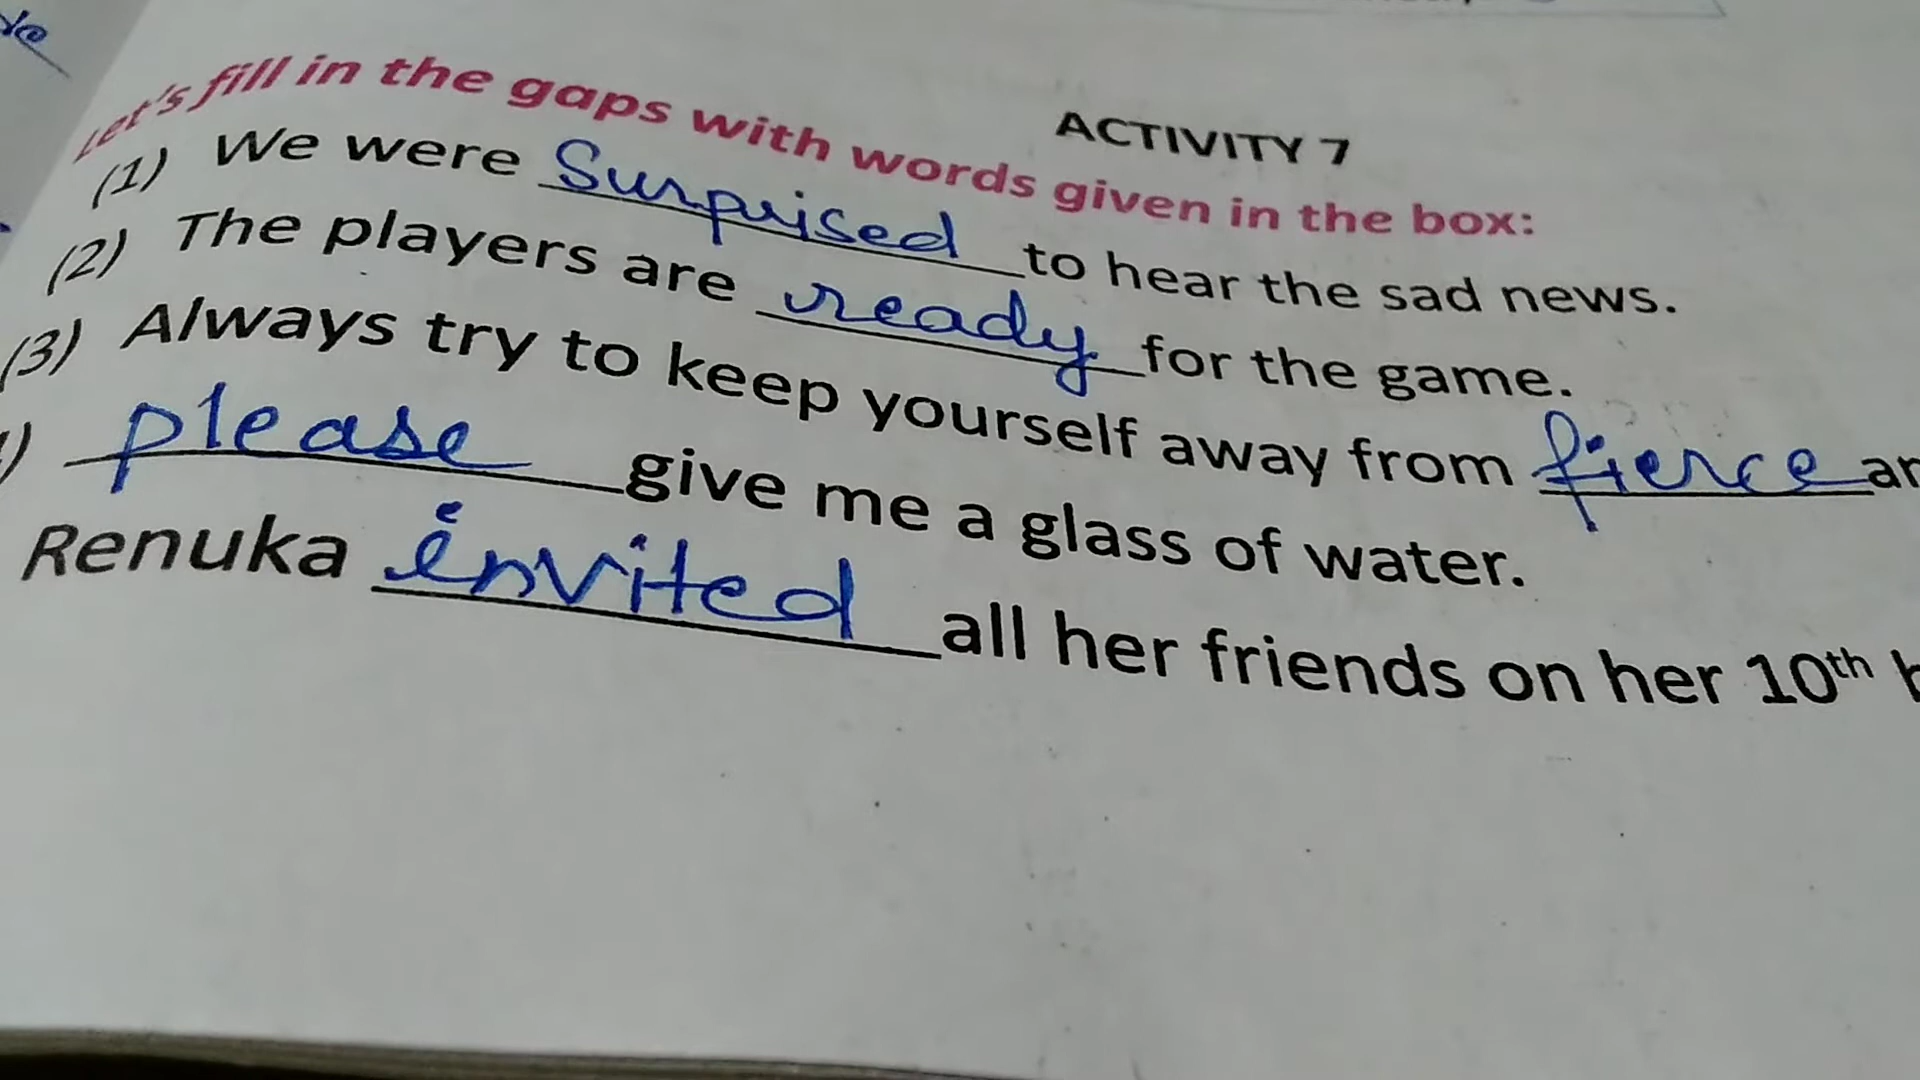 ACTIVITY 7
Let's fill in the gaps with words given in the box:
(1) We were Surprised to hear the sad news.
(2) The players are ready for the game.
(3) Always try to keep yourself away from fierce
please give me a glass of water.
Renuka invited all her friends on her 10th